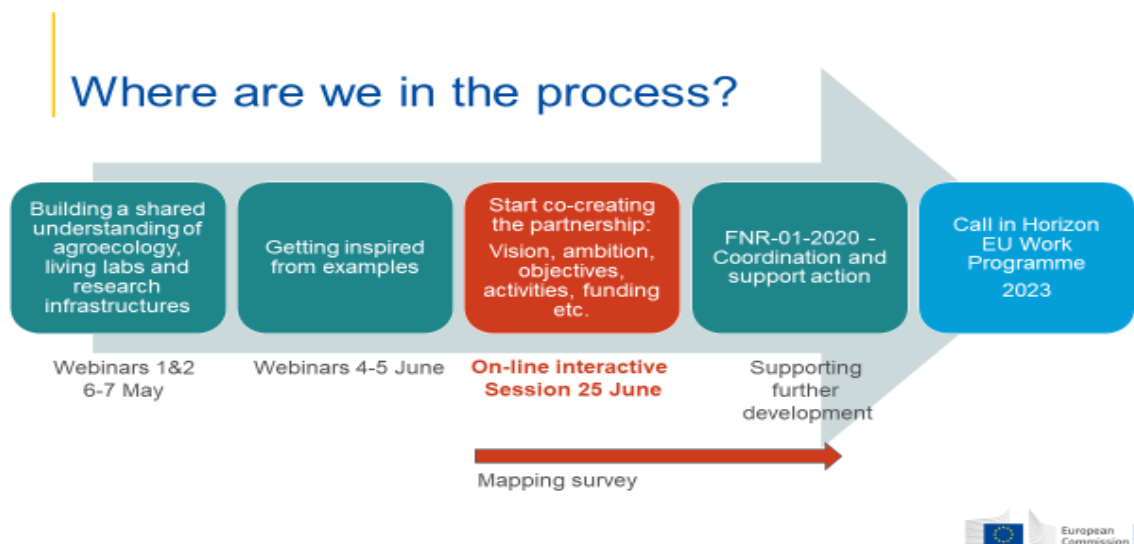 Where are we in the process?
Building a shared
understanding of
agroecology,
living labs and
research
infrastructures
Getting inspired
from examples
Start co-creating
the partnership:
Vision, ambition,
objectives,
activities, funding
etc.
FNR-01-2020 -
Coordination and
support action
Call in Horizon
EU Work
Programme
2023
Webinars 1&2
6-7 May
Webinars 4-5 June
On-line interactive
Session 25 June
Supporting
further
development
Mapping survey
European
Commission